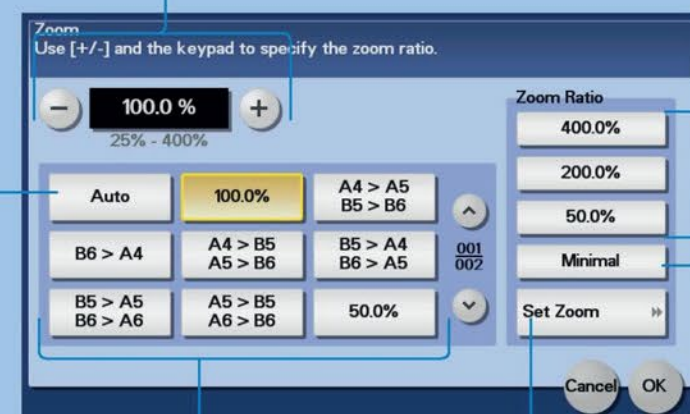 Zoom
Use [+/-] and the keypad to specify the zoom ratio.
−
100.0 %
+
25% - 400%
Auto
100.0%
A4 > A5
B5 > B6
B6 > A4
A4 > B5
A5 > B6
B5 > A4
B6 > A5
B5 > A5
B6 > A6
A5 > B5
A6 > B6
50.0%
001
002
Zoom Ratio
400.0%
200.0%
50.0%
Minimal
Set Zoom
Cancel
OK